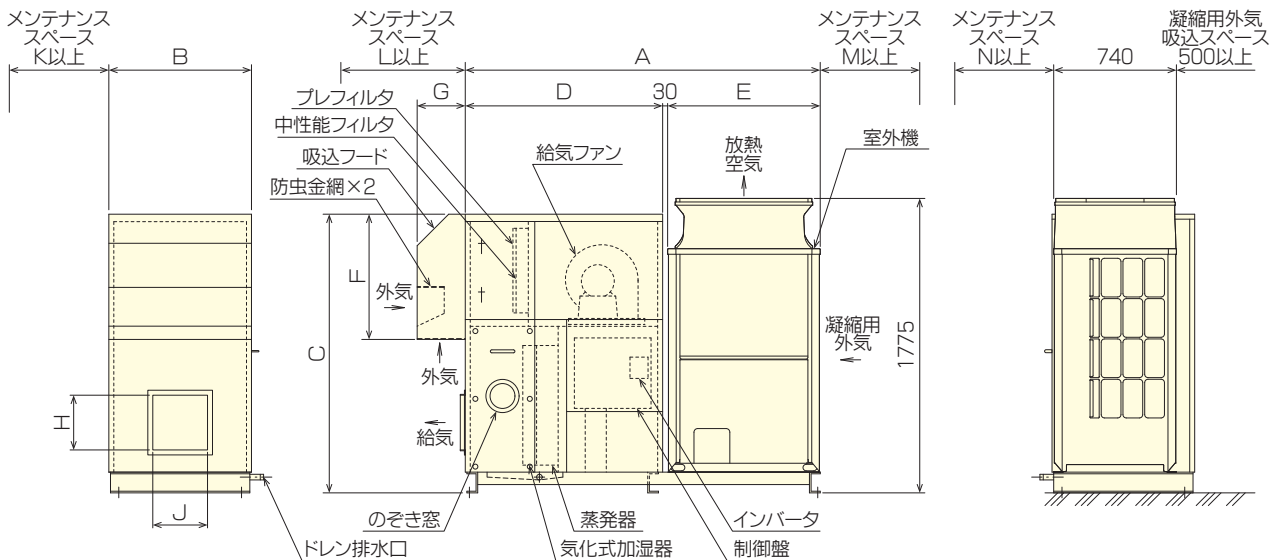 メンテナンス
スペース
K以上
B
メンテナンス
スペース
L以上
A
メンテナンス
スペース
M以上
メンテナンス
スペース
N以上
740
凝縮用外気
吸込スペース
500以上
G
D
30
E
プレフィルタ
中性能フィルタ
吸込フード
防虫金網×2
給気ファン
放熱
空気
室外機
F
外気
C
外気
凝縮用
外気
1775
H
給気
J
のぞき窓
蒸発器
インバータ
ドレン排水口
気化式加湿器
制御盤